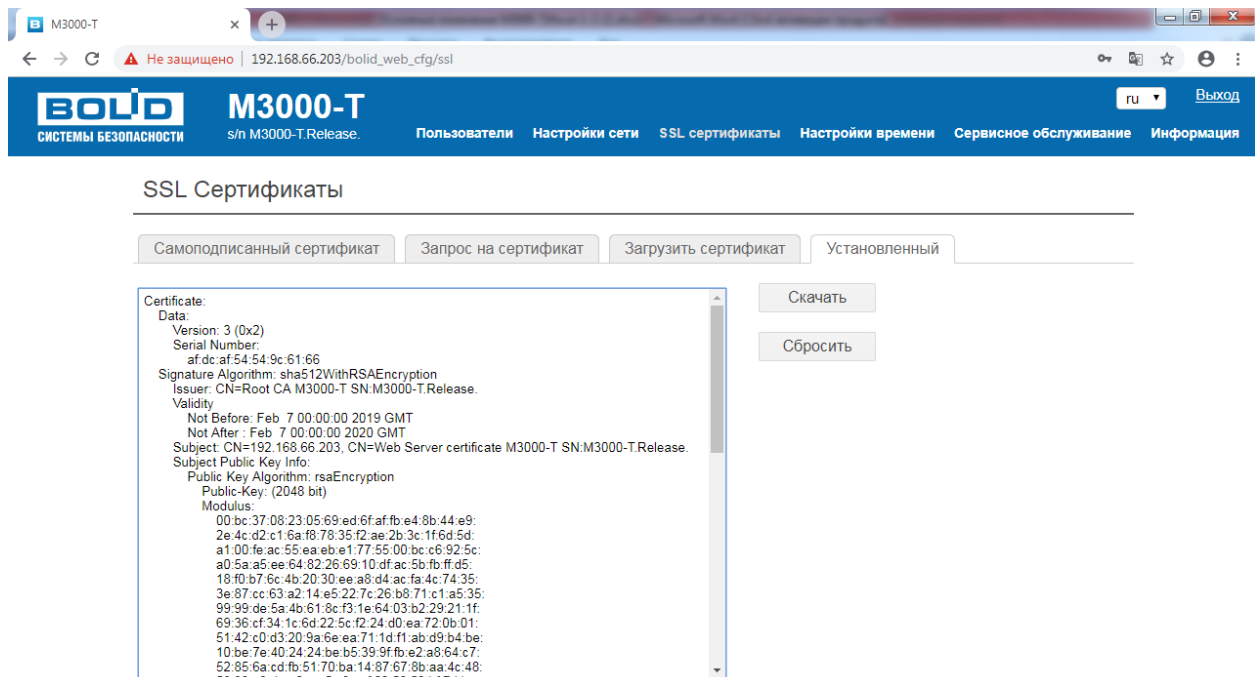 M3000-T
Не защищено 192.168.66.203/bolid_web_cfg/ssl
BOLID
СИСТЕМЫ БЕЗОПАСНОСТИ
M3000-T
s/n M3000-T.Release.
ru
Выход
Пользователи Настройки сети SSL сертификаты Настройки времени Сервисное обслуживание Информация
SSL Сертификаты
Самоподписанный сертификат Запрос на сертификат Загрузить сертификат Установленный
Скачать
Сбросить
Certificate:
Data:
Version: 3 (0x2)
Serial Number:
af:dc:af:54:54:9c:61:66
Signature Algorithm: sha512WithRSAEncryption
Issuer: CN=Root CA M3000-T SN:M3000-T.Release.
Validity
Not Before: Feb 7 00:00:00 2019 GMT
Not After : Feb 7 00:00:00 2020 GMT
Subject: CN=192.168.66.203, CN=Web Server certificate M3000-T SN:M3000-T.Release.
Subject Public Key Info:
Public Key Algorithm: rsaEncryption
Public-Key: (2048 bit)
Modulus:
00:bc:37:08:23:05:69:ed:6f:af:fb:e4:8b:44:e9:
2e:4c:d2:c1:6a:f8:78:35:f2:ae:2b:3c:1f:6d:5d:
a1:00:fe:ac:55:ea:eb:e1:77:55:00:bc:c6:92:5c:
a0:5a:a5:ee:64:82:26:69:10:df:ac:5b:fb:ff:d5:
18:f0:b7:6c:4b:20:30:ee:a8:d4:ac:fa:4c:74:35:
3e:87:cc:63:a2:14:e5:22:7c:26:b8:71:c1:a5:35:
99:99:de:5a:4b:61:8c:f3:1e:64:03:b2:29:21:1f:
69:36:cf:34:1c:6d:22:5c:f2:24:d0:ea:72:0b:01:
51:42:c0:d3:20:9a:6e:ea:71:1d:f1:ab:d9:b4:be:
10:be:7e:40:24:24:be:b5:39:9f:fb:e2:a8:64:c7:
52:85:6a:cd:fb:51:70:ba:14:87:67:8b:aa:4c:48: